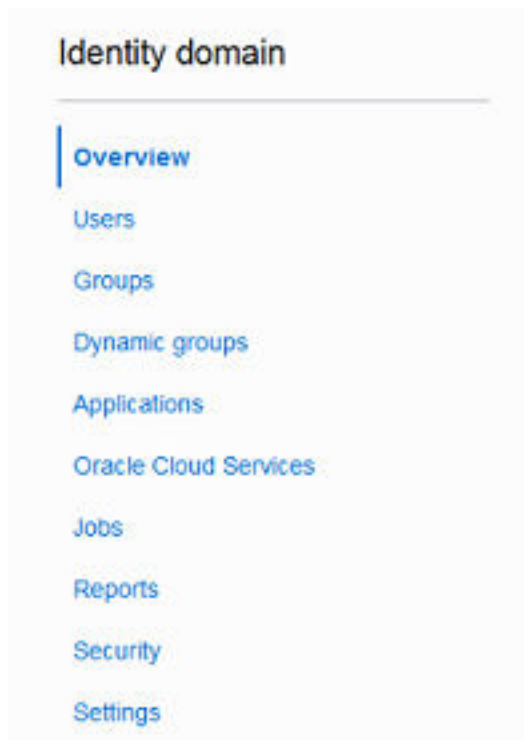 Identity domain
Overview
Users
Groups
Dynamic groups
Applications
Oracle Cloud Services
Jobs
Reports
Security
Settings